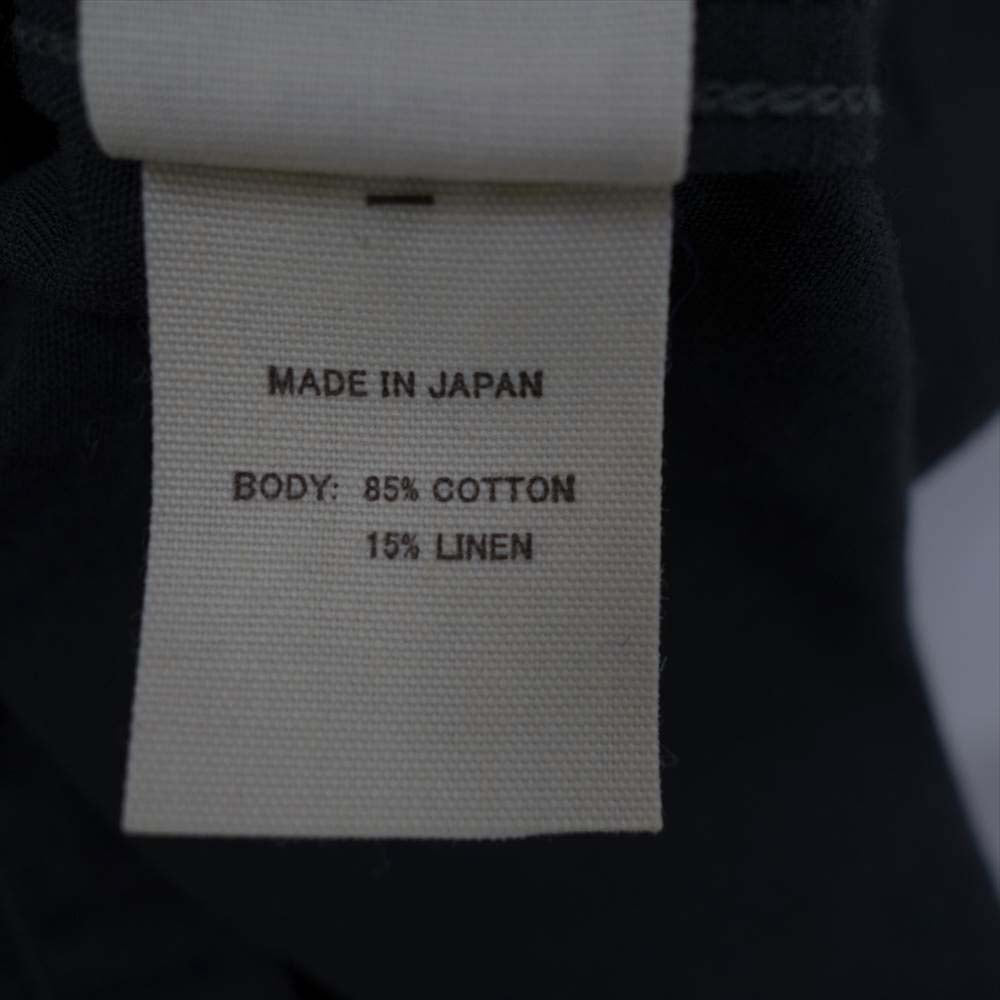 MADE IN JAPAN
BODY: 85% COTTON
15% LINEN